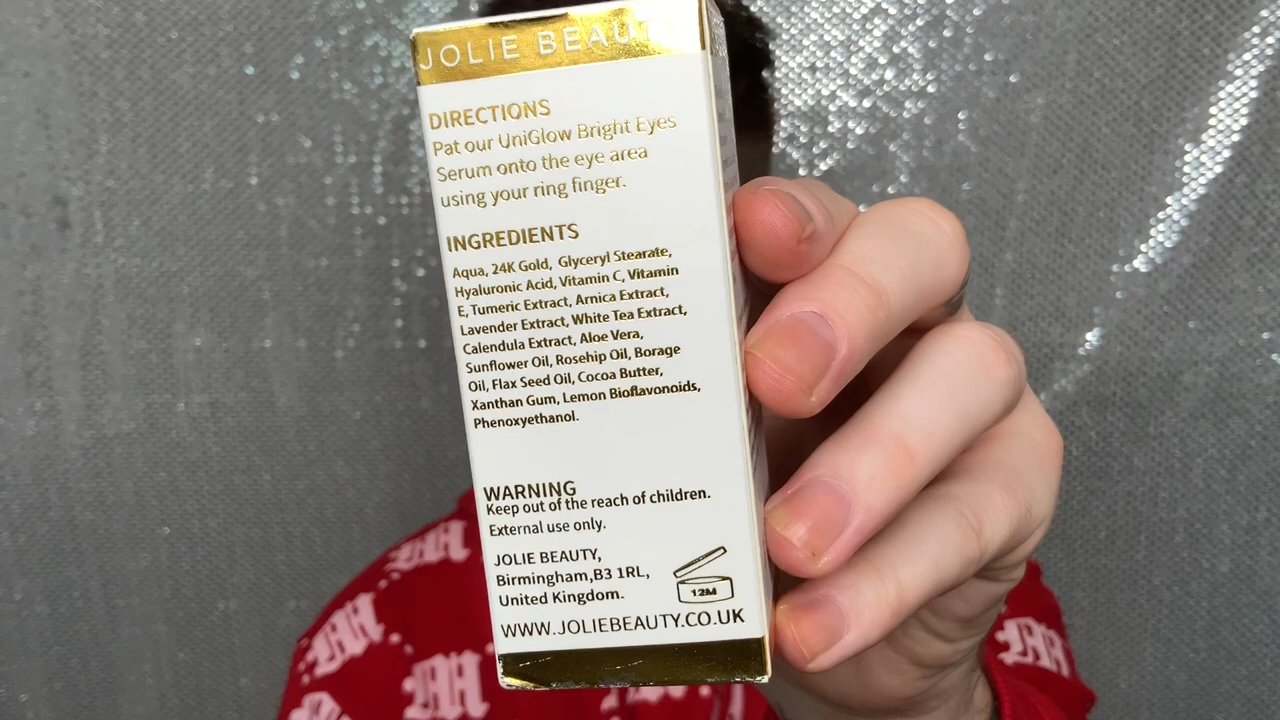 JOLIE BEAUTY
DIRECTIONS
Pat our UniGlow Bright Eyes
Serum onto the eye area
using your ring finger.
INGREDIENTS
Aqua, 24K Gold, Glyceryl Stearate,
Hyaluronic Acid, Vitamin C, Vitamin
E, Tumeric Extract, Arnica Extract,
Lavender Extract, White Tea Extract,
Calendula Extract, Aloe Vera,
Sunflower Oil, Rosehip Oil, Borage
Oil, Flax Seed Oil, Cocoa Butter,
Xanthan Gum, Lemon Bioflavonoids,
Phenoxyethanol.
WARNING
Keep out of the reach of children.
External use only.
JOLIE BEAUTY,
Birmingham,B3 1RL,
United Kingdom.
12M
WWW.JOLIEBEAUTY.CO.UK